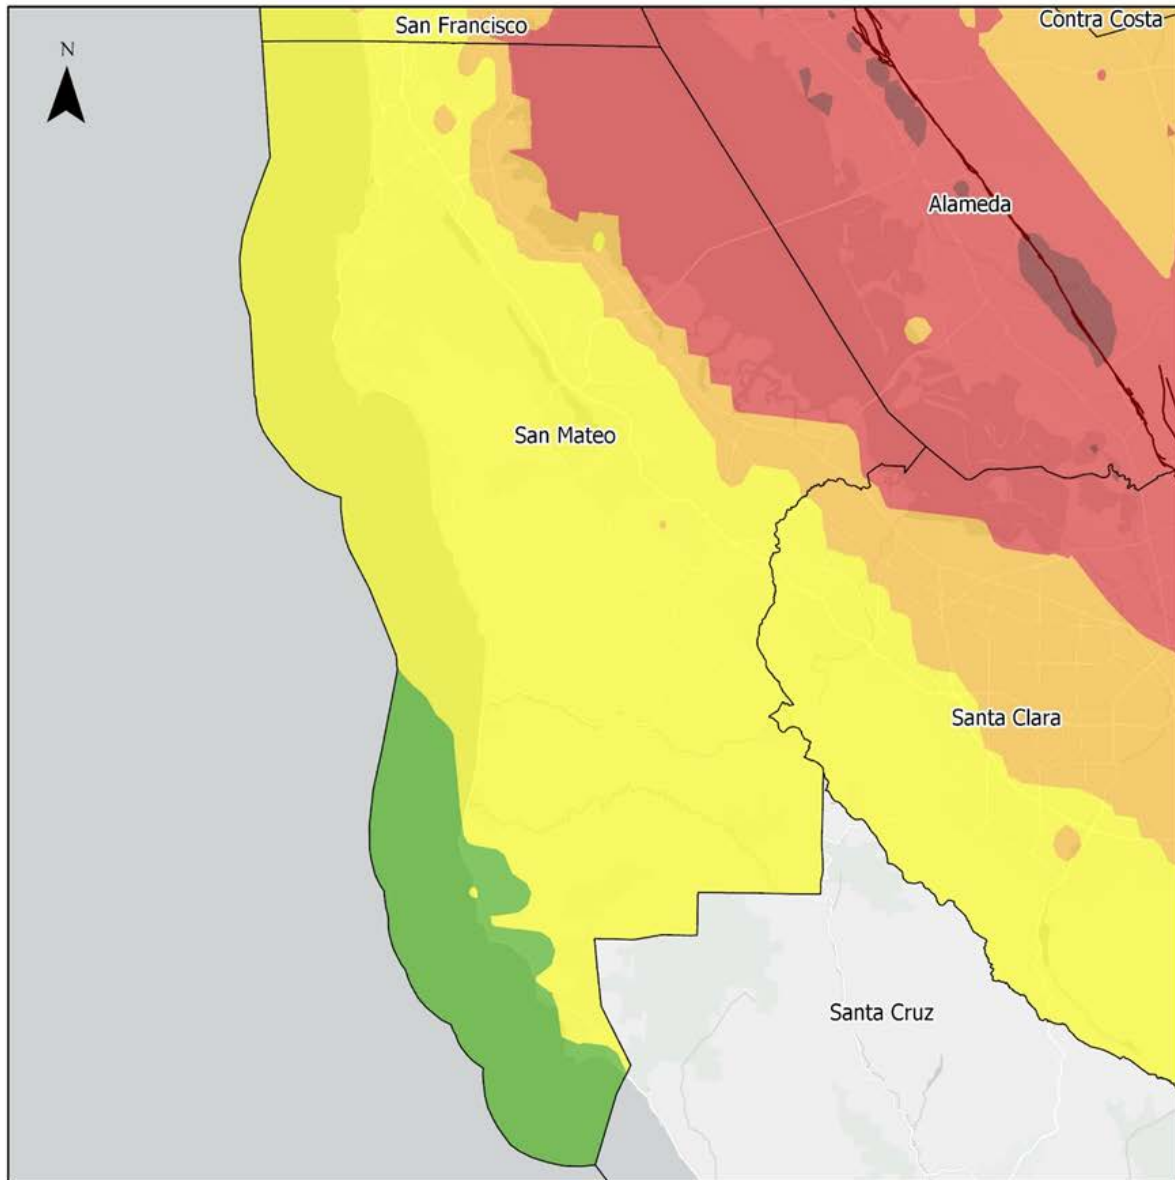 San Francisco
Contra Costa
N
Alameda
San Mateo
Santa Clara
Santa Cruz